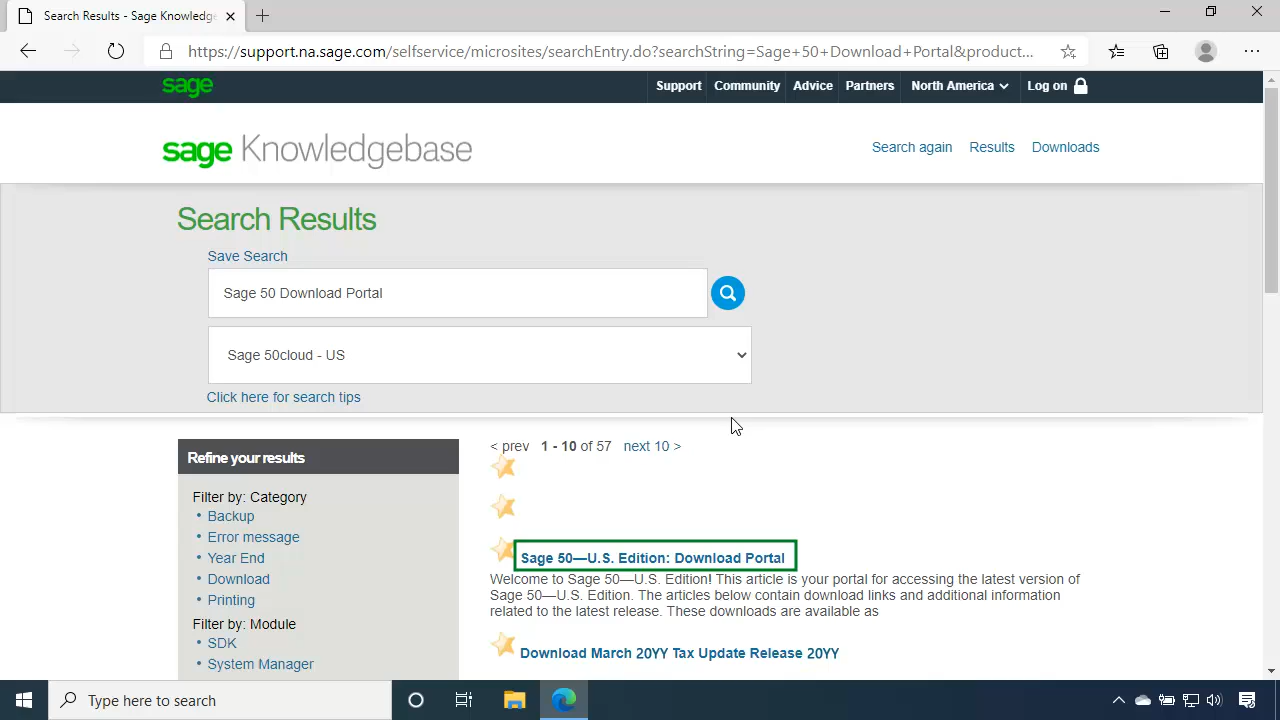 Search Results - Sage Knowledge
https://support.na.sage.com/selfservice/microsites/searchEntry.do?searchString=Sage+50+Download+Portal&product...
sage
Support
Community
Advice
Partners
North America
Log on
sage Knowledgebase
Search again
Results
Downloads
Search Results
Save Search
Sage 50 Download Portal
Sage 50cloud - US
Click here for search tips
< prev 1 - 10 of 57 next 10 >
Refine your results
Filter by: Category
• Backup
• Error message
• Year End
• Download
• Printing
Filter by: Module
• SDK
• System Manager
Sage 50—U.S. Edition: Download Portal
Welcome to Sage 50—U.S. Edition! This article is your portal for accessing the latest version of
Sage 50—U.S. Edition. The articles below contain download links and additional information
related to the latest release. These downloads are available as
Download March 20YY Tax Update Release 20YY
Type here to search